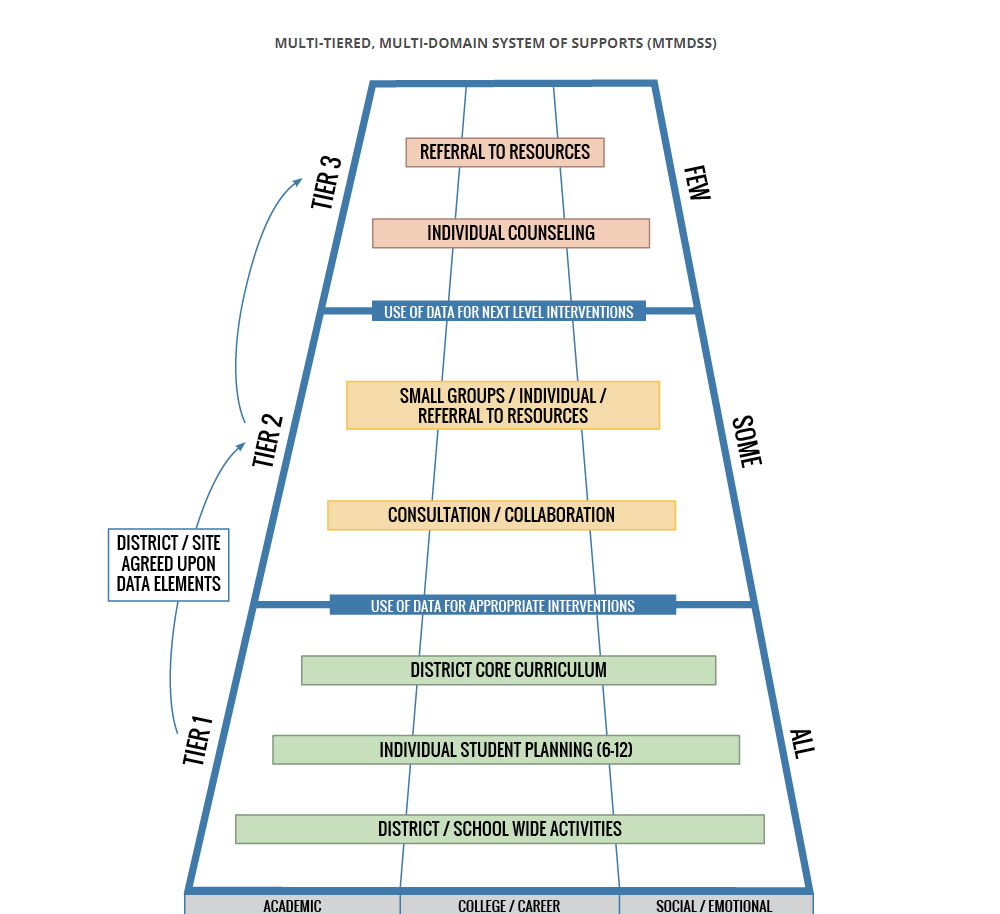 MULTI-TIERED, MULTI-DOMAIN SYSTEM OF SUPPORTS (MTMDSS)
TIER 3
REFERRAL TO RESOURCES
FEW
INDIVIDUAL COUNSELING
USE OF DATA FOR NEXT LEVEL INTERVENTIONS
SMALL GROUPS / INDIVIDUAL /
REFERRAL TO RESOURCES
TIER 2
SOME
CONSULTATION / COLLABORATION
DISTRICT / SITE
AGREED UPON
DATA ELEMENTS
USE OF DATA FOR APPROPRIATE INTERVENTIONS
DISTRICT CORE CURRICULUM
TIER 1
INDIVIDUAL STUDENT PLANNING (6-12)
ALL
DISTRICT / SCHOOL WIDE ACTIVITIES
ACADEMIC
COLLEGE / CAREER
SOCIAL / EMOTIONAL